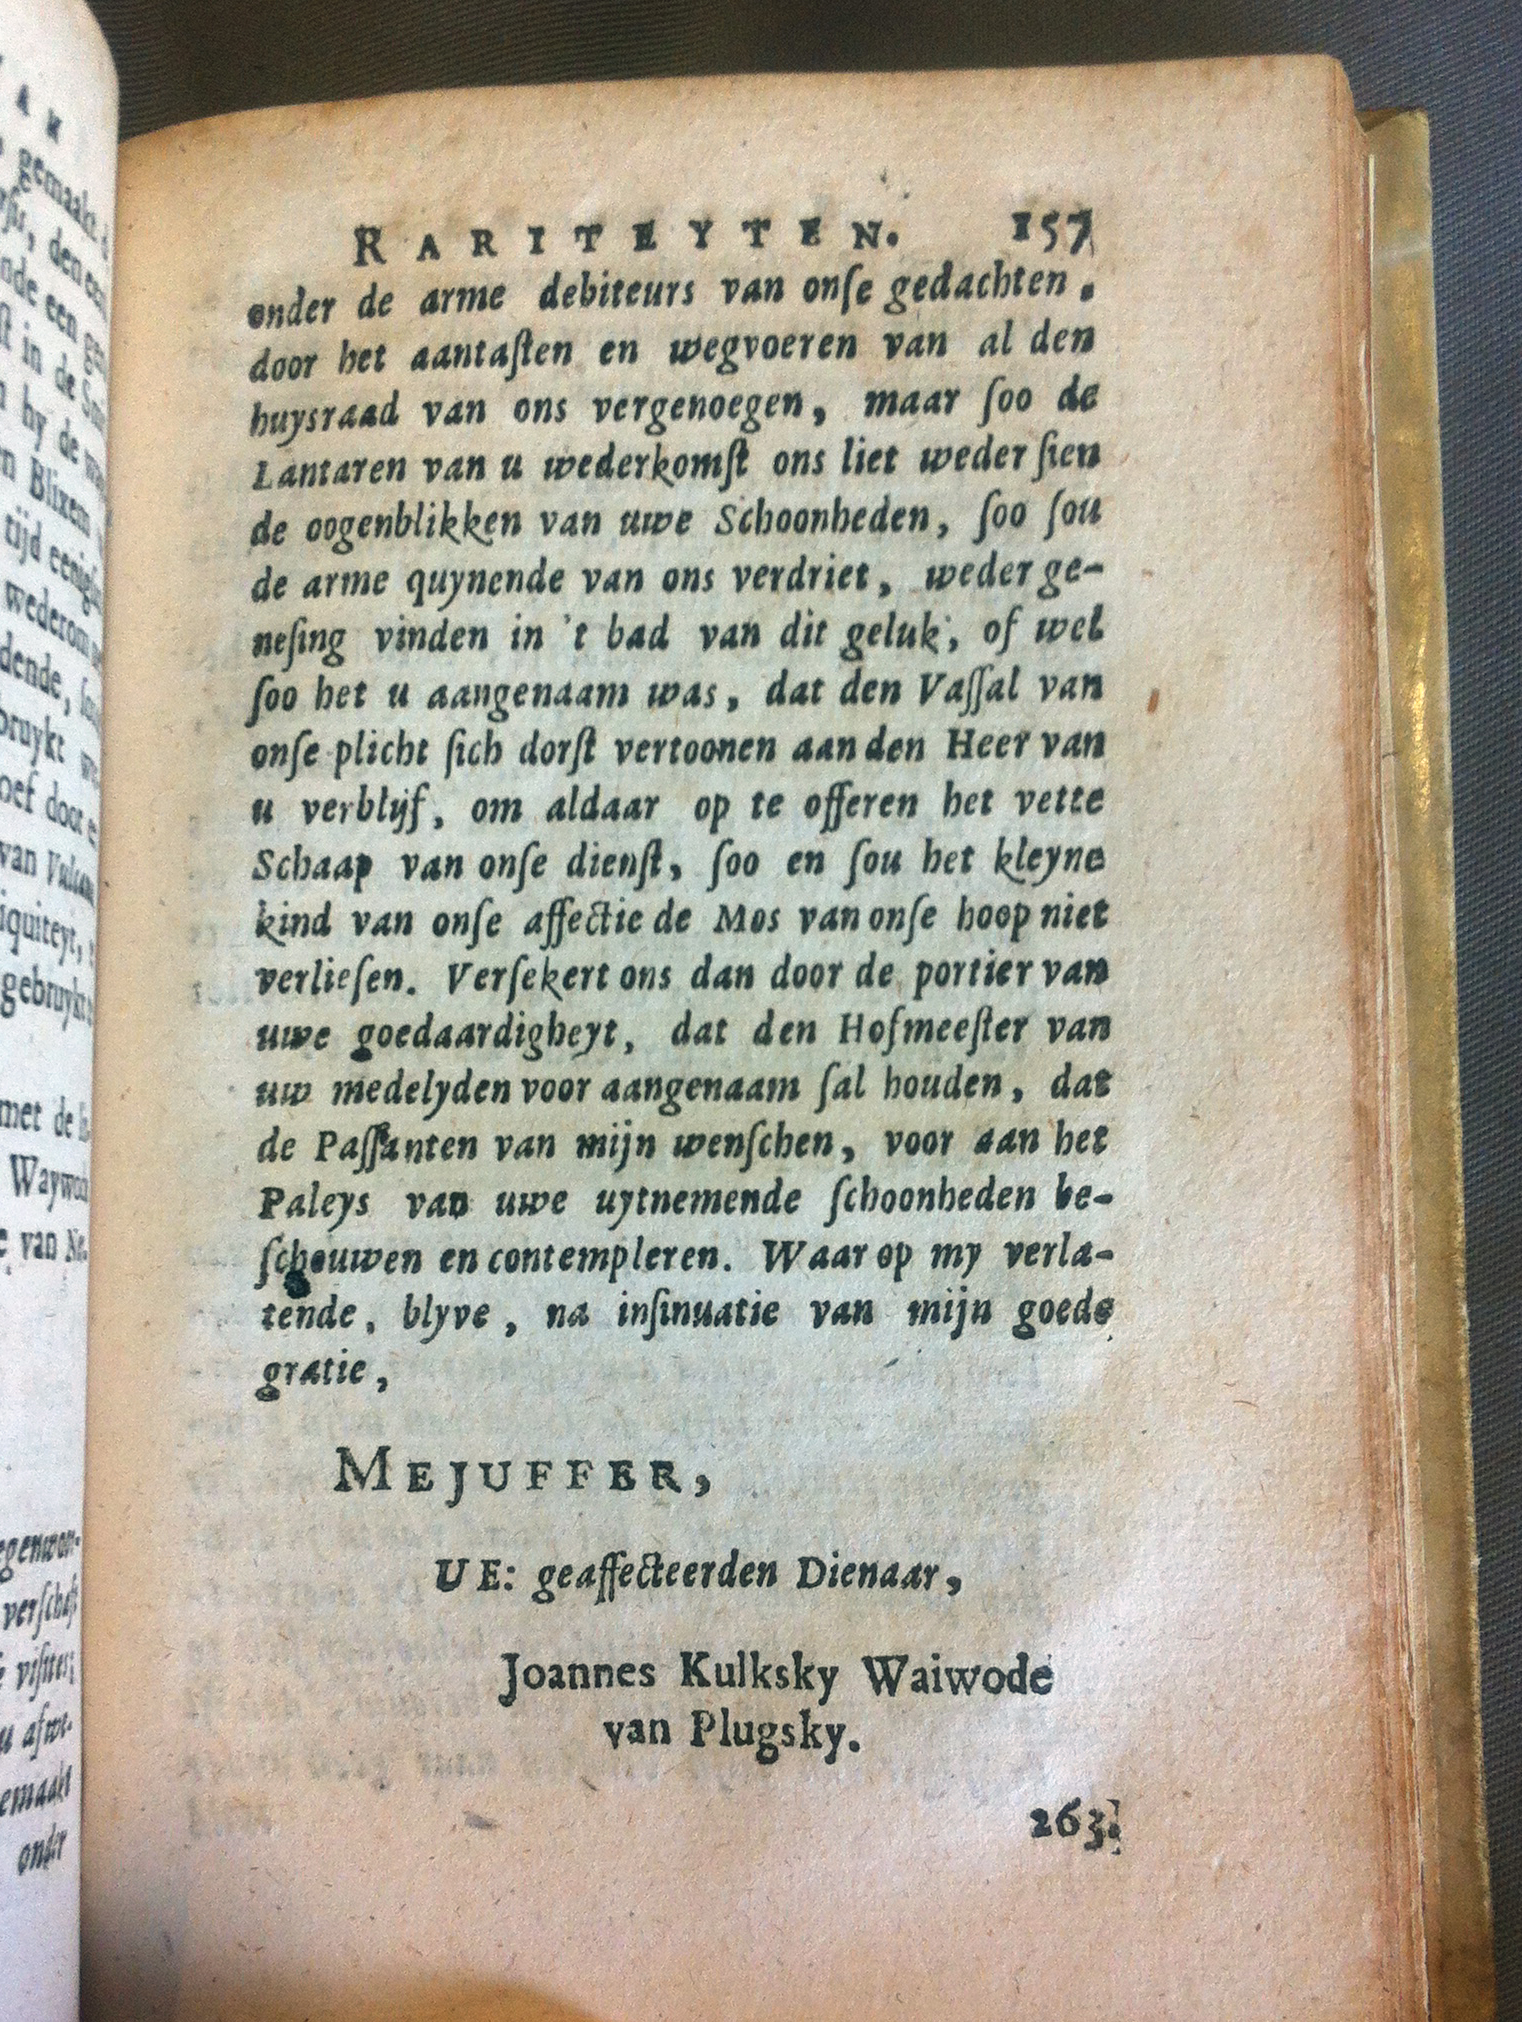 RARITEYTEN. 157
onder de arme debiteurs van onſe gedachten.
door het aantaſten en wegvoeren van al den
huysraad van ons vergenoegen, maar ſoo de
Lantaren van u wederkomſt ons liet weder ſien
de oogenblikken van uwe Schoonheden, ſoo ſou
de arme quynende van ons verdriet, weder ge-
neſing vinden in 't bad van dit geluk, of wel
ſoo het u aangenaam was, dat den Vaſſal van
onſe plicht ſich dorſt vertoonen aan den Heer van
u verblijf, om aldaar op te offeren het vette
Schaap van onſe dienſt, ſoo en ſou het kleyne
kind van onſe affectie de Mos van onſe hoop niet
verlieſen. Verſekert ons dan door de portier van
uwe goedaardigheyt, dat den Hofmeeſter van
uw medelyden voor aangenaam ſal houden, dat
de Paſſanten van mijn wenſchen, voor aan het
Paleys van uwe uytnemende ſchoonheden be-
ſchouwen en contempleren. Waar op my verla-
tende, blyve, na inſinuatie van mijn goede
gratie,
MEJUFFER,
UE: geaffecteerden Dienaar,
Joannes Kulksky Waiwode
van Plugsky.
263.